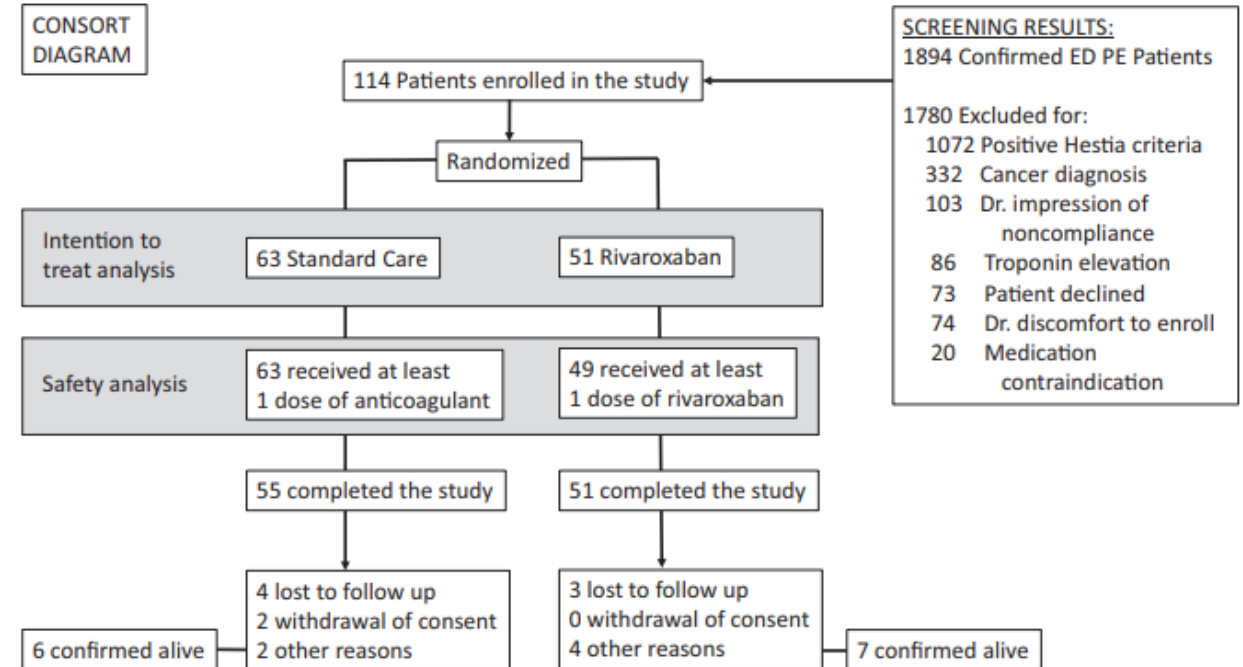 CONSORT
DIAGRAM
SCREENING RESULTS:
1894 Confirmed ED PE Patients
1780 Excluded for:
1072 Positive Hestia criteria
332 Cancer diagnosis
103 Dr. impression of
noncompliance
86 Troponin elevation
73 Patient declined
74 Dr. discomfort to enroll
20 Medication
contraindication
114 Patients enrolled in the study
Randomized
Intention to
treat analysis
63 Standard Care
51 Rivaroxaban
Safety analysis
63 received at least
1 dose of anticoagulant
49 received at least
1 dose of rivaroxaban
55 completed the study
51 completed the study
4 lost to follow up
2 withdrawal of consent
2 other reasons
3 lost to follow up
0 withdrawal of consent
4 other reasons
6 confirmed alive
7 confirmed alive